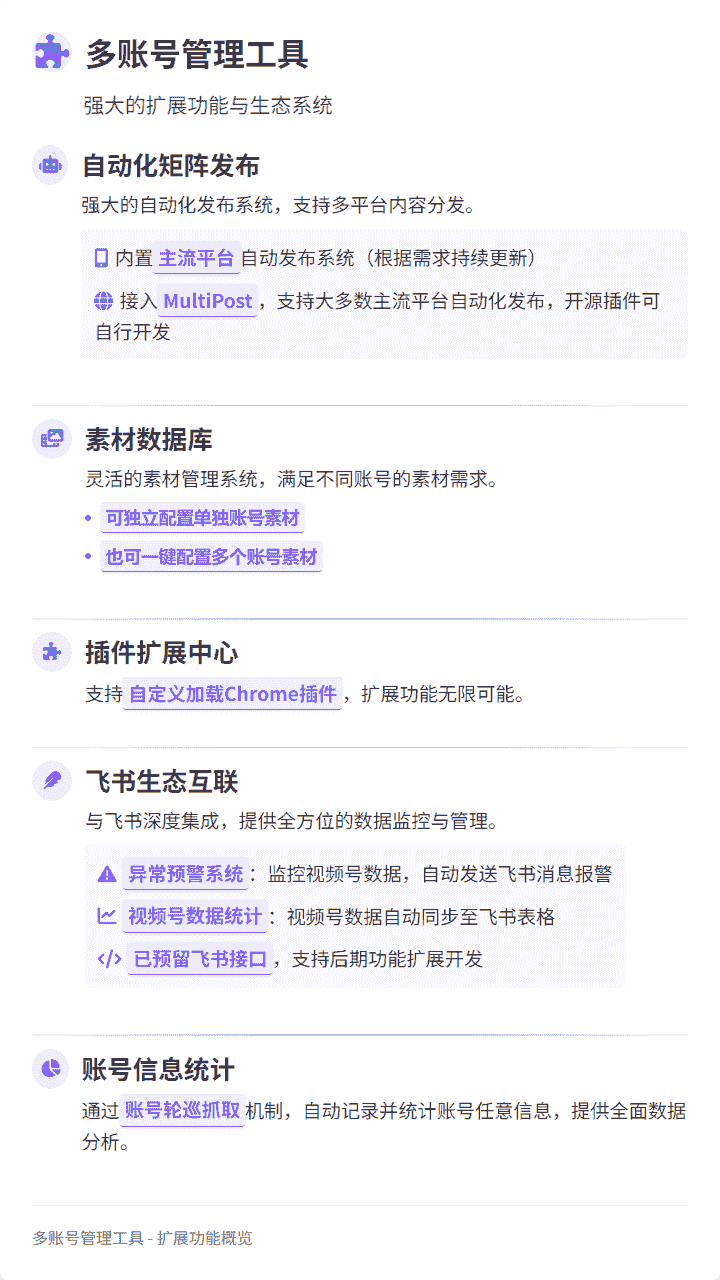 多账号管理工具
强大的扩展功能与生态系统
自动化矩阵发布
强大的自动化发布系统，支持多平台内容分发。
内置主流平台自动发布系统（根据需求持续更新）
接入MultiPost，支持大多数主流平台自动化发布，开源插件可
自行开发
素材数据库
灵活的素材管理系统，满足不同账号的素材需求。
• 可独立配置单独账号素材
• 也可一键配置多个账号素材
插件扩展中心
支持自定义加载Chrome插件，扩展功能无限可能。
飞书生态互联
与飞书深度集成，提供全方位的数据监控与管理。
异常预警系统：监控视频号数据，自动发送飞书消息报警
视频号数据统计：视频号数据自动同步至飞书表格
已预留飞书接口，支持后期功能扩展开发
账号信息统计
通过账号轮巡抓取机制，自动记录并统计账号任意信息，提供全面数据
分析。
多账号管理工具 - 扩展功能概览